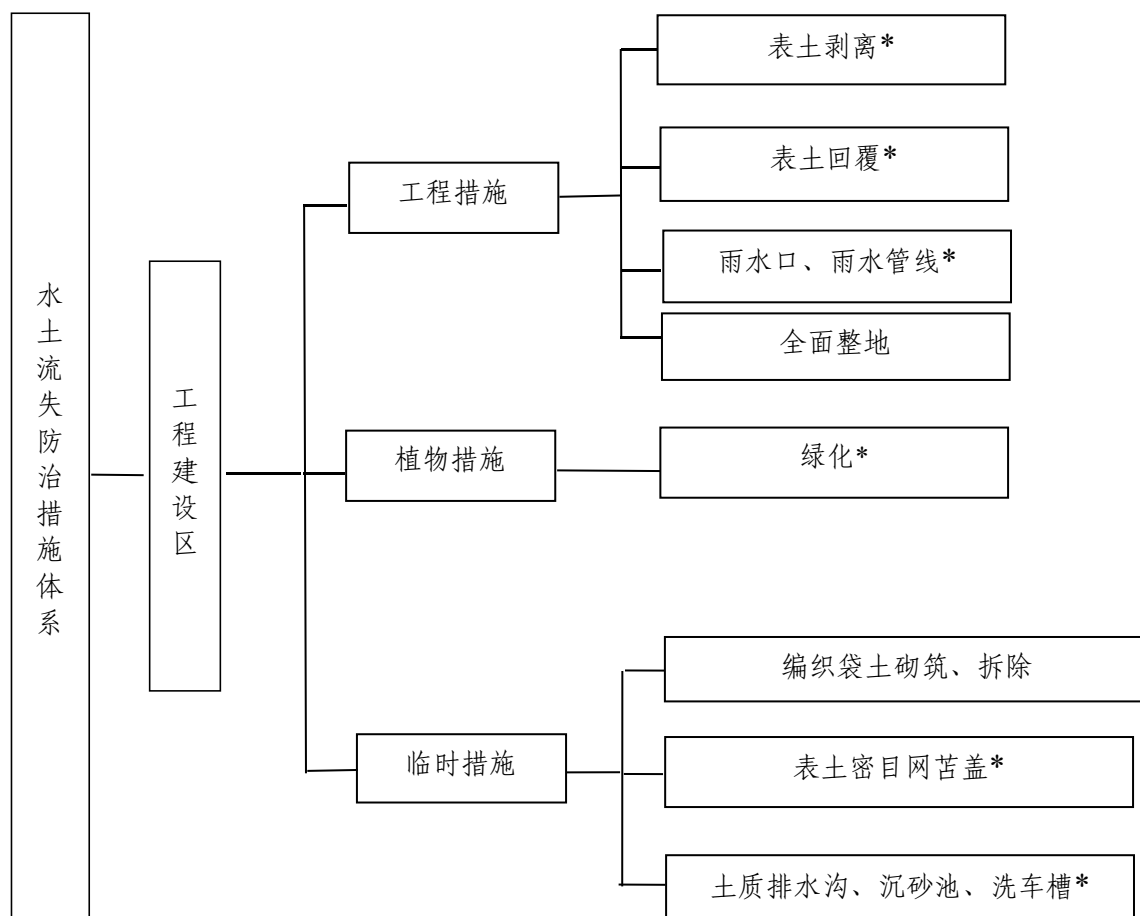 水土流失防治措施体系
工程建设区
工程措施
表土剥离*
表土回覆*
雨水口、雨水管线*
全面整地
植物措施
绿化*
临时措施
编织袋土砌筑、拆除
表土密目网苫盖*
土质排水沟、沉砂池、洗车槽*